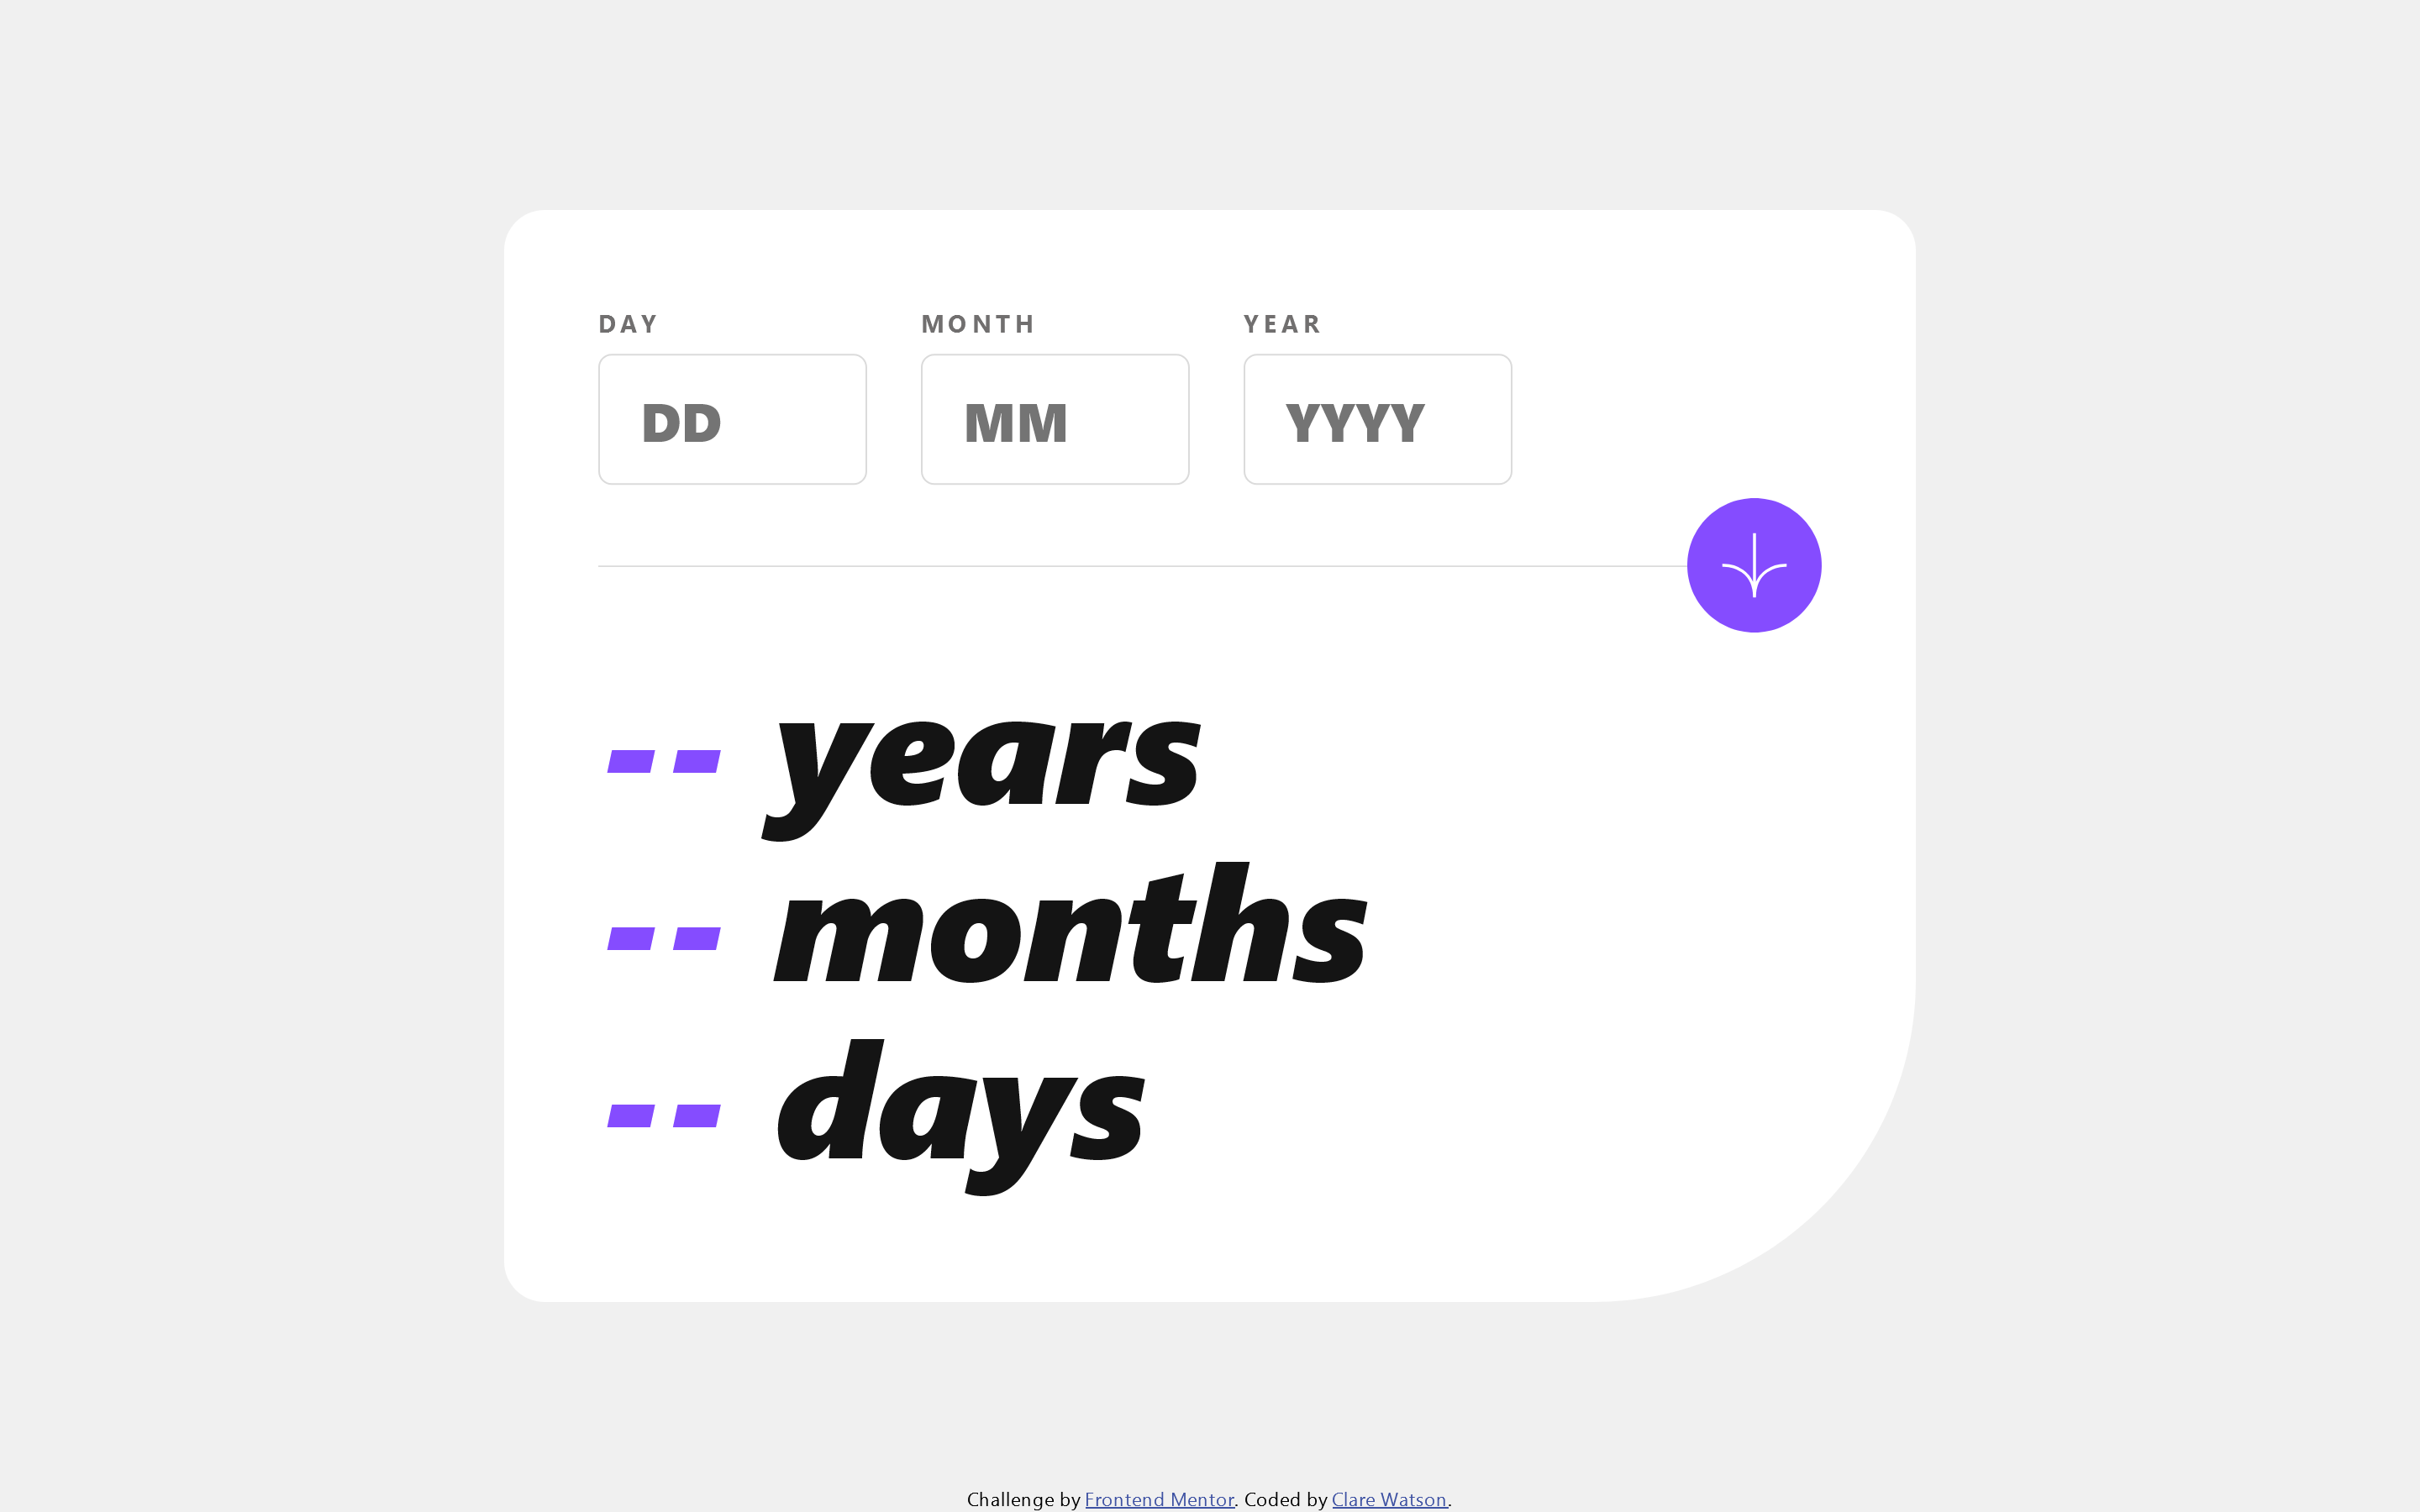 DAY MONTH YEAR
DD MM YYYY
-- years
-- months
-- days
Challenge by Frontend Mentor. Coded by Clare Watson.